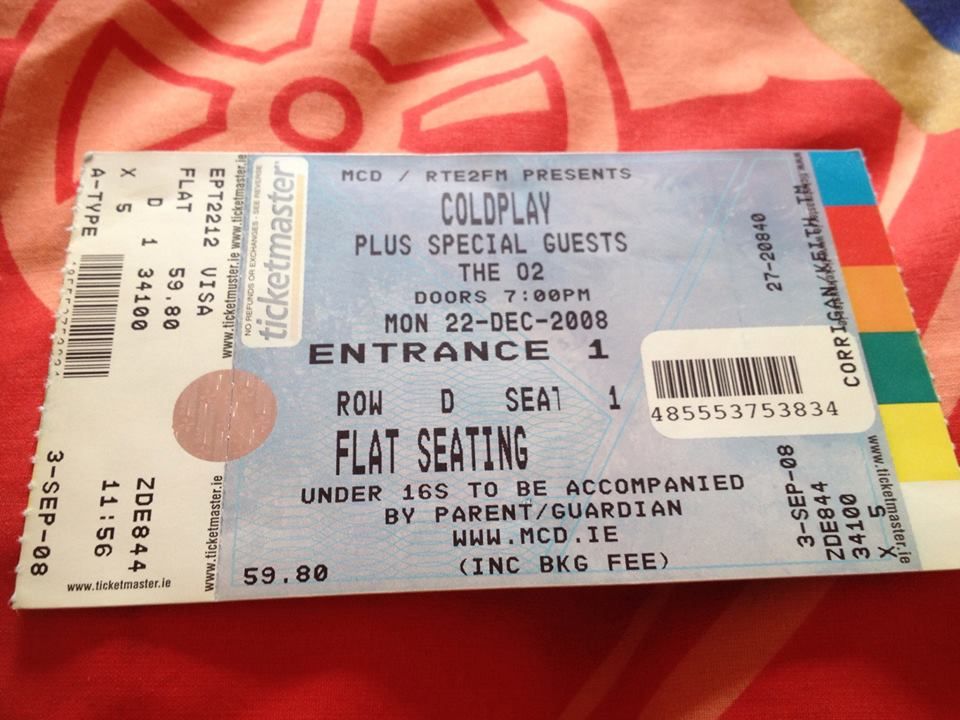 EPT2212 VISA
FLAT 59.80
D 1 34100
X 5
A-TYPE
3-SEP-08
ZDE844
11:56
www.ticketmaster.ie
www.ticketmaster.ie www.ticketmaster.ie
www.ticketmaster.ie
NO REFUNDS OR EXCHANGES - SEE REVERSE
ticketmaster
MCD / RTE2FM PRESENTS
COLDPLAY
PLUS SPECIAL GUESTS
THE O2
DOORS 7:00PM
MON 22-DEC-2008
ENTRANCE 1
ROW D SEAT 1
FLAT SEATING
UNDER 16S TO BE ACCOMPANIED
BY PARENT/GUARDIAN
WWW.MCD.IE
59.80 (INC BKG FEE)
27-20840
CORRIGAN/KEITH TM
485553753834
3-SEP-08
ZDE844
34100
X 5
www.ticketmaster.ie